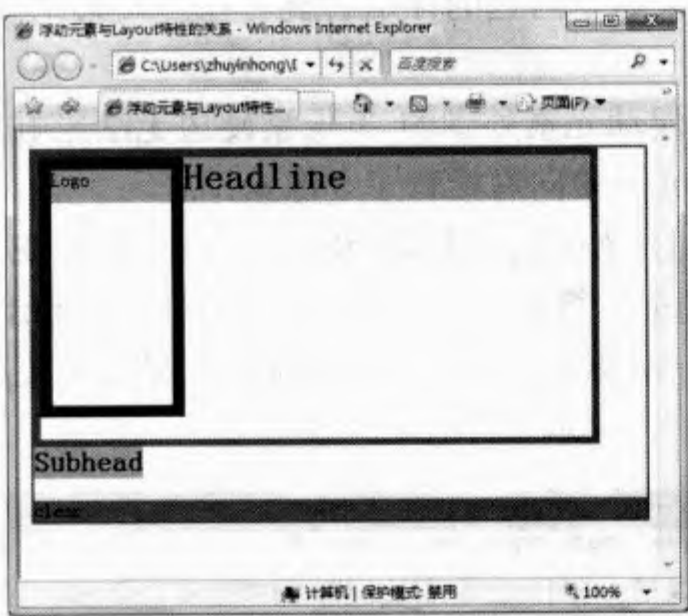 浮动元素与Layout特性的关系 - Windows Internet Explorer
C:\Users\zhuyinhong\I 百度搜索
浮动元素与Layout特性... 页面(P)
Logo Headline
Subhead
clear
计算机 | 保护模式: 禁用 100%